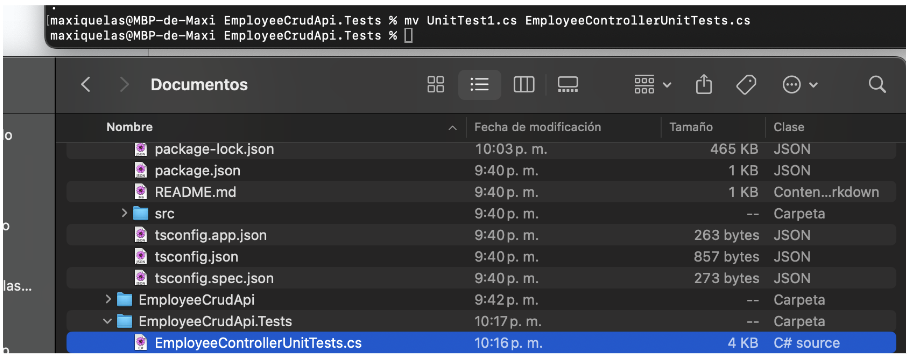 maxiquelas@MBP-de-Maxi EmployeeCrudApi.Tests % mv UnitTest1.cs EmployeeControllerUnitTests.cs
maxiquelas@MBP-de-Maxi EmployeeCrudApi.Tests %
Documentos
Nombre Fecha de modificación Tamaño Clase
package-lock.json 10:03 p. m. 465 KB JSON
package.json 9:40 p. m. 1 KB JSON
README.md 9:40 p. m. 1 KB Conten...rkdown
src 9:40 p. m. -- Carpeta
tsconfig.app.json 9:40 p. m. 263 bytes JSON
tsconfig.json 9:40 p. m. 857 bytes JSON
tsconfig.spec.json 9:40 p. m. 273 bytes JSON
las...
EmployeeCrudApi 9:42 p. m. -- Carpeta
EmployeeCrudApi.Tests 10:17 p. m. -- Carpeta
EmployeeControllerUnitTests.cs 10:16 p. m. 4 KB C# source